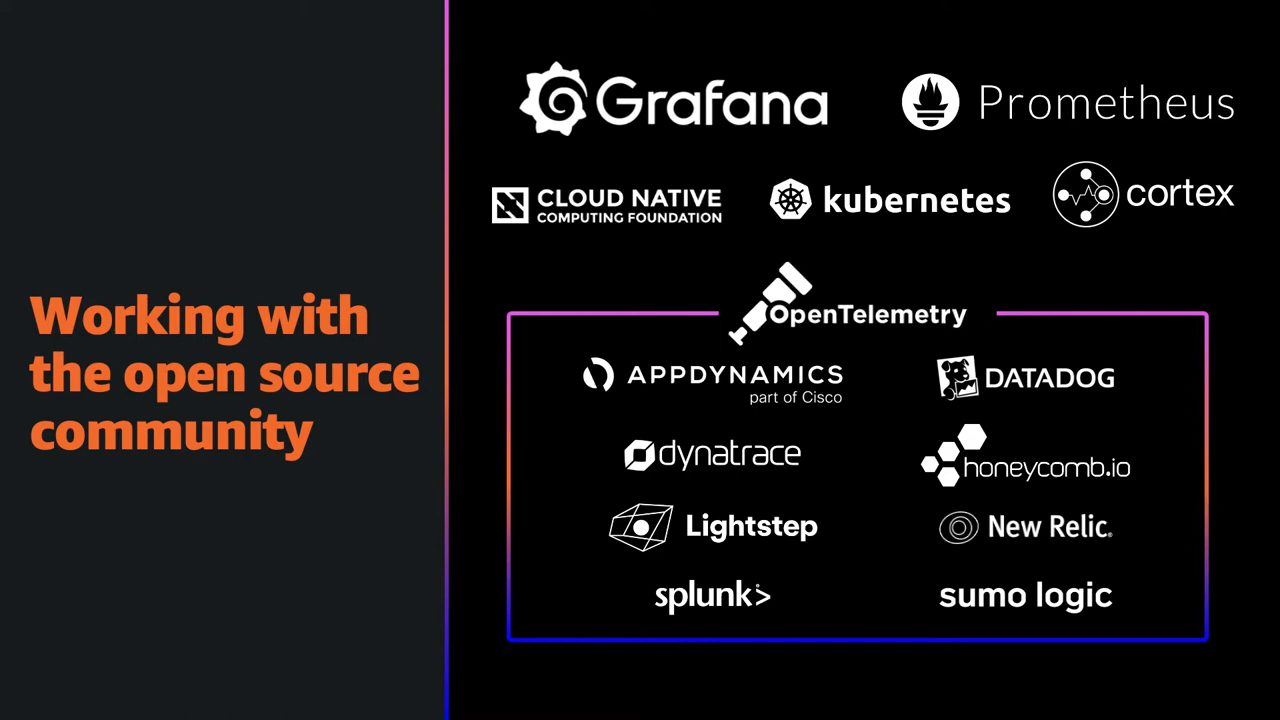 Working with
the open source
community
Grafana
Prometheus
CLOUD NATIVE
COMPUTING FOUNDATION
kubernetes
cortex
OpenTelemetry
APPDYNAMICS
part of Cisco
DATADOG
dynatrace
honeycomb.io
Lightstep
New Relic®
splunk>
sumo logic